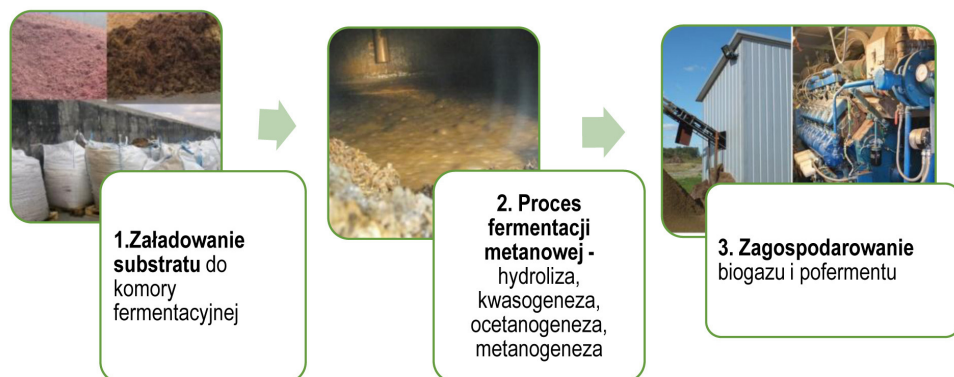 1.Załadowanie
substratu do
komory
fermentacyjnej
2. Proces
fermentacji
metanowej -
hydroliza,
kwasogeneza,
ocetanogeneza,
metanogeneza
3. Zagospodarowanie
biogazu i pofermentu